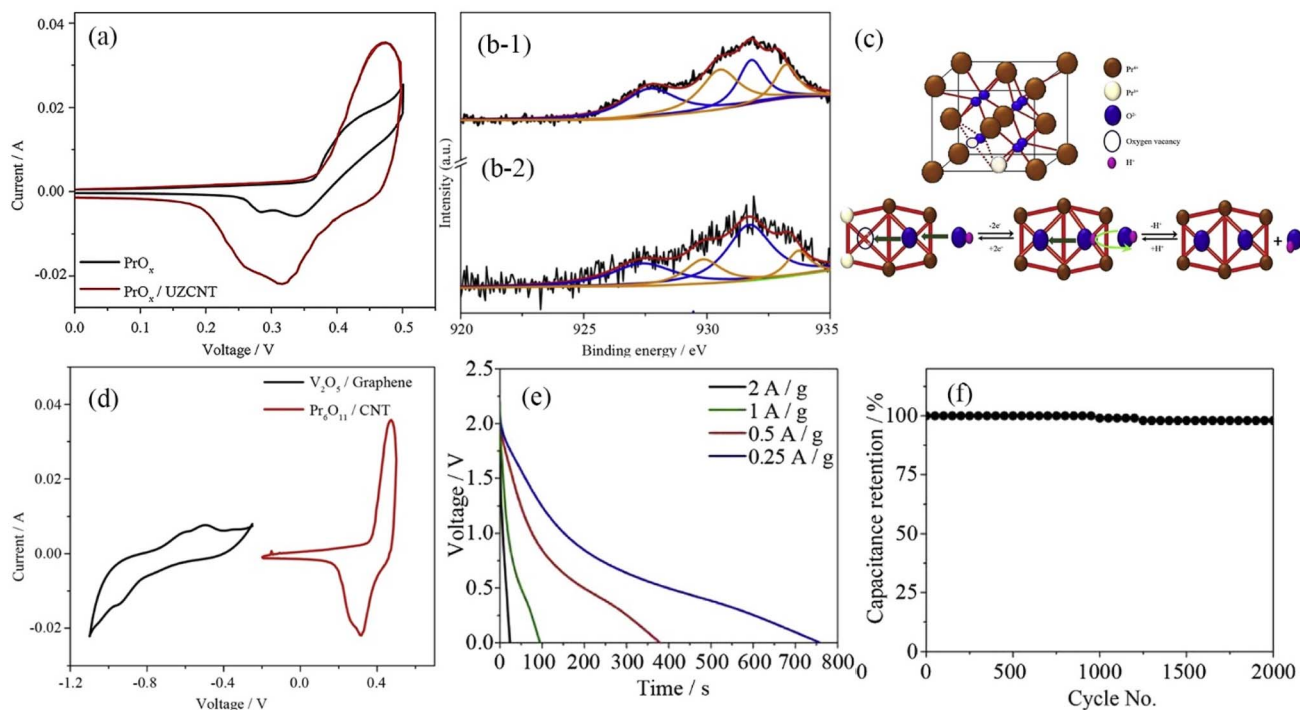 (a)
0.04
0.02
0.00
-0.02
Current / A
PrOx
PrOx / UZCNT
0.0 0.1 0.2 0.3 0.4 0.5
Voltage / V
(b-1)
(b-2)
Intensity (a.u.)
920 925 930 935
Binding energy / eV
(c)
Pr⁴⁺
Pr³⁺
O²⁻
Oxygen vacancy
H⁺
-2e⁻
+2e⁻
-H⁺
+H⁺
+
(d)
V₂O₅ / Graphene
Pr₆O₁₁ / CNT
0.04
0.02
0.00
-0.02
Current / A
-1.2 -0.8 -0.4 0.0 0.4
Voltage / V
(e)
2 A / g
1 A / g
0.5 A / g
0.25 A / g
2.5
2.0
1.5
1.0
0.5
0.0
Voltage / V
0 100 200 300 400 500 600 700 800
Time / s
(f)
100
75
50
25
0
Capacitance retention / %
0 500 1000 1500 2000
Cycle No.